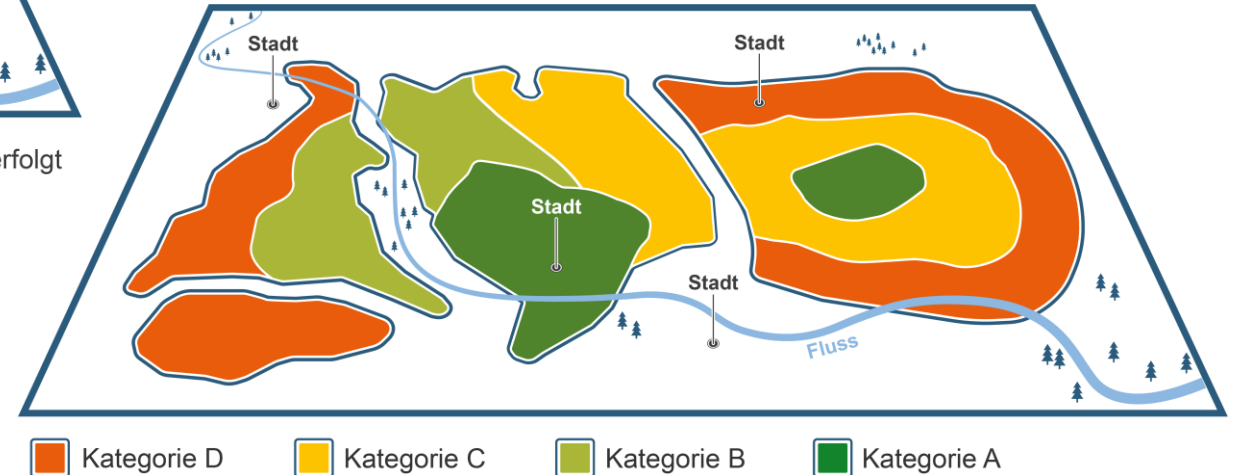 Stadt
Stadt
erfolgt
Stadt
Stadt
Fluss
Kategorie D
Kategorie C
Kategorie B
Kategorie A